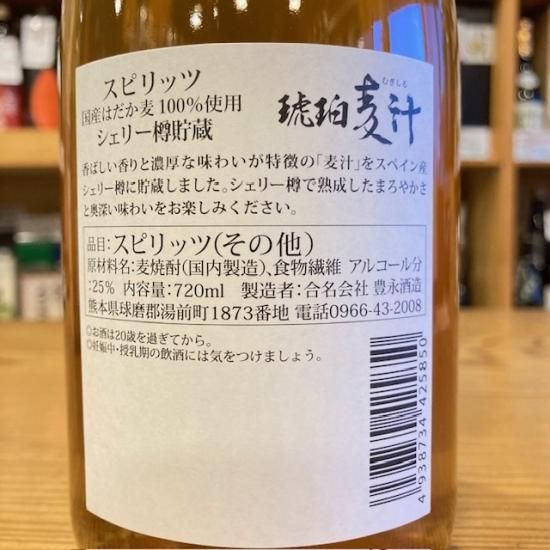 スピリッツ
国産はだか麦100%使用
シェリー樽貯蔵
むぎしる
琥珀麦汁
香ばしい香りと濃厚な味わいが特徴の「麦汁」をスペイン産
シェリー樽に貯蔵しました。シェリー樽で熟成したまろやかさ
と奥深い味わいをお楽しみください。
品目:スピリッツ(その他)
原材料名:麦焼酎(国内製造)、食物繊維 アルコール分
:25% 内容量:720ml 製造者:合名会社 豊永酒造
熊本県球磨郡湯前町1873番地 電話0966-43-2008
◎お酒は20歳を過ぎてから。
◎妊娠中・授乳期の飲酒には気をつけましょう。
4938734425850